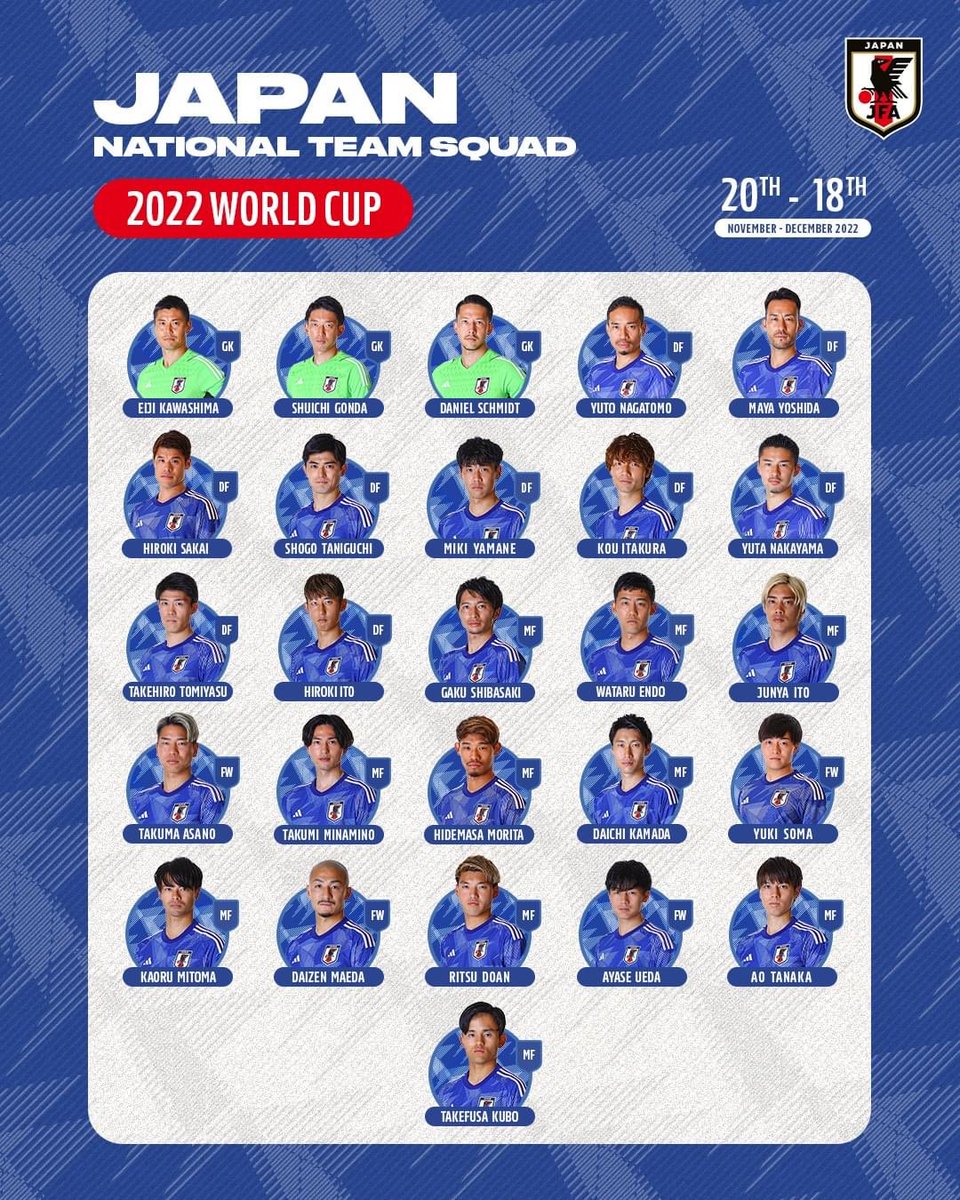 JAPAN
JFA
JAPAN
NATIONAL TEAM SQUAD
2022 WORLD CUP
20TH - 18TH
NOVEMBER - DECEMBER 2022
GK
GK
GK
DF
DF
EIJI KAWASHIMA
SHUICHI GONDA
DANIEL SCHMIDT
YUTO NAGATOMO
MAYA YOSHIDA
DF
DF
DF
DF
DF
HIROKI SAKAI
SHOGO TANIGUCHI
MIKI YAMANE
KOU ITAKURA
YUTA NAKAYAMA
DF
DF
MF
MF
MF
TAKEHIRO TOMIYASU
HIROKI ITO
GAKU SHIBASAKI
WATARU ENDO
JUNYA ITO
FW
MF
MF
MF
FW
TAKUMA ASANO
TAKUMI MINAMINO
HIDEMASA MORITA
DAICHI KAMADA
YUKI SOMA
MF
FW
MF
FW
MF
KAORU MITOMA
DAIZEN MAEDA
RITSU DOAN
AYASE UEDA
AO TANAKA
MF
TAKEFUSA KUBO